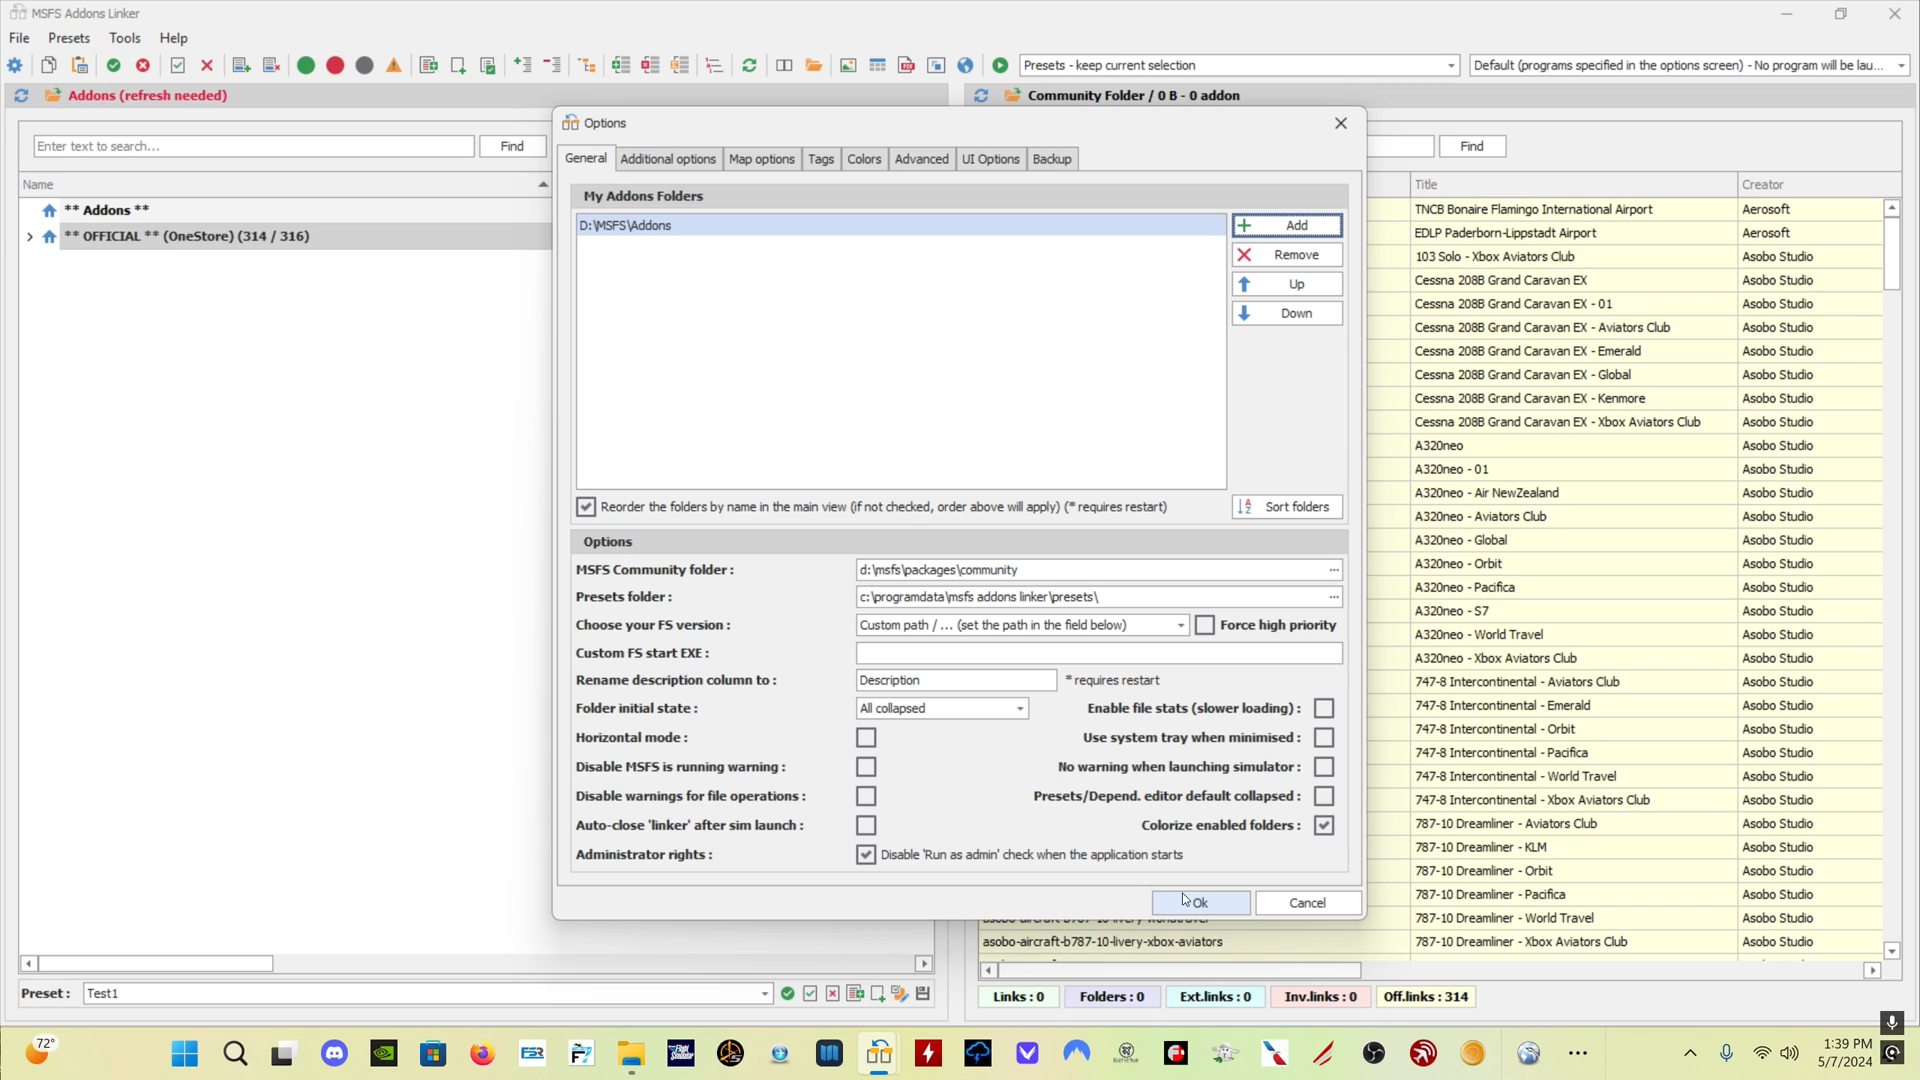 MSFS Addons Linker
File Presets Tools Help
Presets - keep current selection
Default (programs specified in the options screen) - No program will be lau...
Addons (refresh needed)
Community Folder / 0 B - 0 addon
Enter text to search...
Find
Find
Name
** Addons **
** OFFICIAL ** (OneStore) (314 / 316)
Options
General Additional options Map options Tags Colors Advanced UI Options Backup
My Addons Folders
D:\MSFS\Addons
Add
Remove
Up
Down
Reorder the folders by name in the main view (if not checked, order above will apply) (* requires restart)
Sort folders
Options
MSFS Community folder : d:\msfs\packages\community ...
Presets folder : c:\programdata\msfs addons linker\presets\ ...
Choose your FS version : Custom path / ... (set the path in the field below) Force high priority
Custom FS start EXE :
Rename description column to : Description * requires restart
Folder initial state : All collapsed Enable file stats (slower loading) :
Horizontal mode : Use system tray when minimised :
Disable MSFS is running warning : No warning when launching simulator :
Disable warnings for file operations : Presets/Depend. editor default collapsed :
Auto-close 'linker' after sim launch : Colorize enabled folders :
Administrator rights : Disable 'Run as admin' check when the application starts
Ok Cancel
Title Creator
TNCB Bonaire Flamingo International Airport Aerosoft
EDLP Paderborn-Lippstadt Airport Aerosoft
103 Solo - Xbox Aviators Club Asobo Studio
Cessna 208B Grand Caravan EX Asobo Studio
Cessna 208B Grand Caravan EX - 01 Asobo Studio
Cessna 208B Grand Caravan EX - Aviators Club Asobo Studio
Cessna 208B Grand Caravan EX - Emerald Asobo Studio
Cessna 208B Grand Caravan EX - Global Asobo Studio
Cessna 208B Grand Caravan EX - Kenmore Asobo Studio
Cessna 208B Grand Caravan EX - Xbox Aviators Club Asobo Studio
A320neo Asobo Studio
A320neo - 01 Asobo Studio
A320neo - Air NewZealand Asobo Studio
A320neo - Aviators Club Asobo Studio
A320neo - Global Asobo Studio
A320neo - Orbit Asobo Studio
A320neo - Pacifica Asobo Studio
A320neo - S7 Asobo Studio
A320neo - World Travel Asobo Studio
A320neo - Xbox Aviators Club Asobo Studio
747-8 Intercontinental - Aviators Club Asobo Studio
747-8 Intercontinental - Emerald Asobo Studio
747-8 Intercontinental - Orbit Asobo Studio
747-8 Intercontinental - Pacifica Asobo Studio
747-8 Intercontinental - World Travel Asobo Studio
747-8 Intercontinental - Xbox Aviators Club Asobo Studio
787-10 Dreamliner - Aviators Club Asobo Studio
787-10 Dreamliner - KLM Asobo Studio
787-10 Dreamliner - Orbit Asobo Studio
787-10 Dreamliner - Pacifica Asobo Studio
787-10 Dreamliner - World Travel Asobo Studio
asobo-aircraft-b787-10-livery-xbox-aviators 787-10 Dreamliner - Xbox Aviators Club Asobo Studio
Preset : Test1
Links : 0 Folders : 0 Ext.links : 0 Inv.links : 0 Off.links : 314
72°
FSR
1:39 PM
5/7/2024